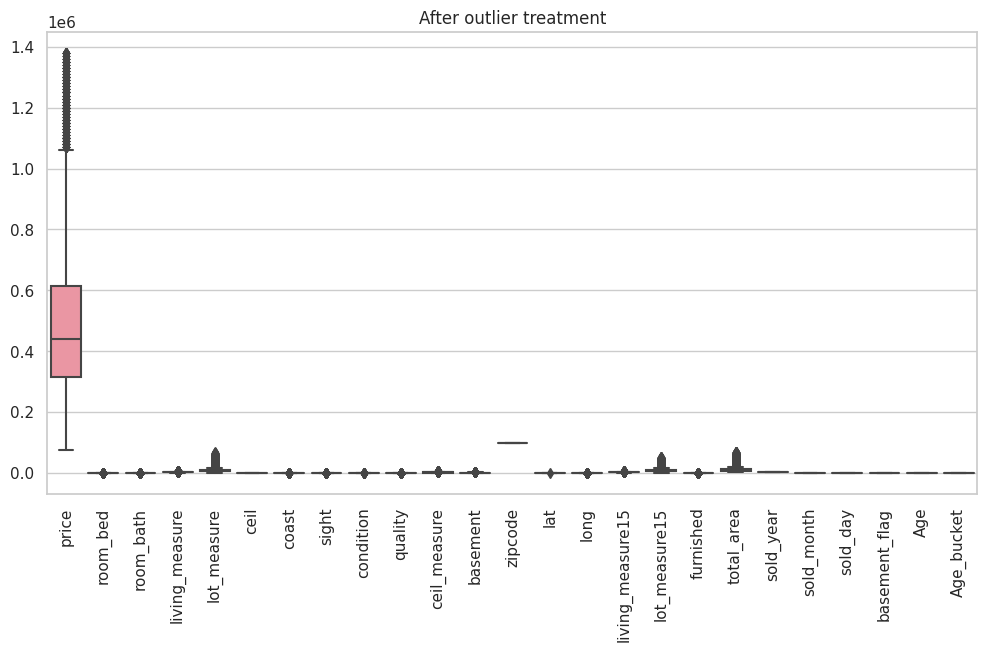 After outlier treatment
1e6
1.4
1.2
1.0
0.8
0.6
0.4
0.2
0.0
price
room_bed
room_bath
living_measure
lot_measure
ceil
coast
sight
condition
quality
ceil_measure
basement
zipcode
lat
long
living_measure15
lot_measure15
furnished
total_area
sold_year
sold_month
sold_day
basement_flag
Age
Age_bucket